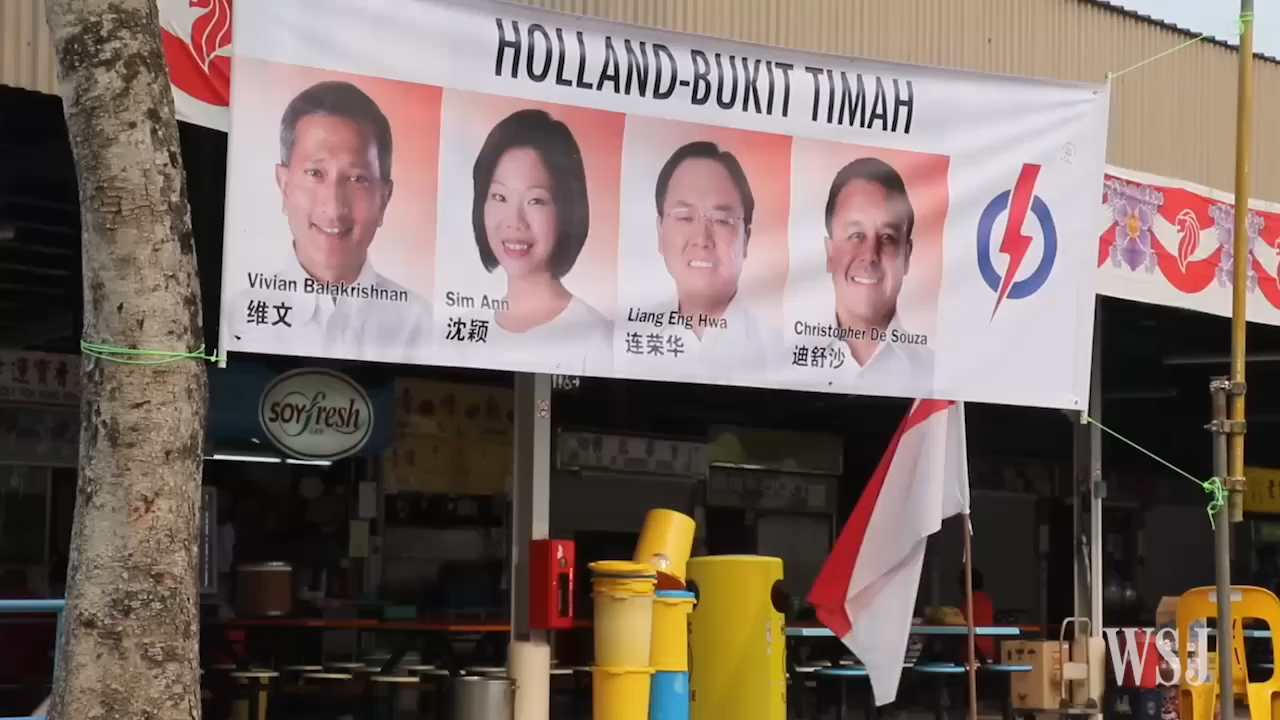 HOLLAND-BUKIT TIMAH
Vivian Balakrishnan
维文
Sim Ann
沈颖
Liang Eng Hwa
连荣华
Christopher De Souza
迪舒沙
SOYfresh
WSJ